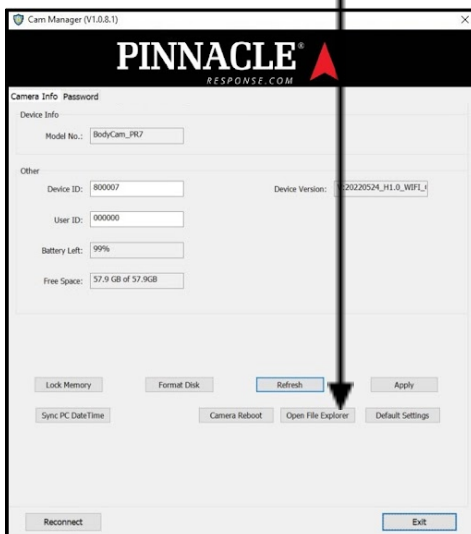 Cam Manager (V1.0.8.1)
PINNACLE®
RESPONSE.COM
Camera Info Password
Device Info
Model No.: BodyCam_PR7
Other
Device ID: 800007 Device Version: 20220524_H1.0_WIFI_
User ID: 000000
Battery Left: 99%
Free Space: 57.9 GB of 57.9GB
Lock Memory Format Disk Refresh Apply
Sync PC DateTime Camera Reboot Open File Explorer Default Settings
Reconnect Exit